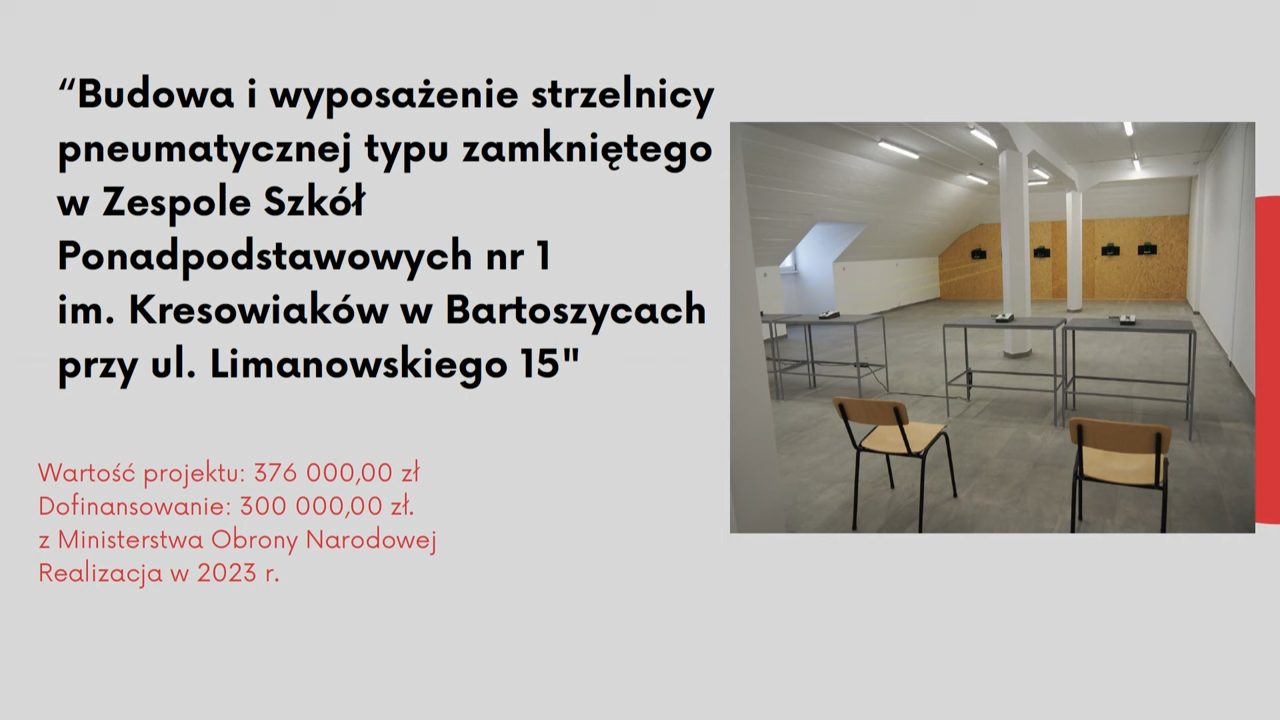 “Budowa i wyposażenie strzelnicy
pneumatycznej typu zamkniętego
w Zespole Szkół
Ponadpodstawowych nr 1
im. Kresowiaków w Bartoszycach
przy ul. Limanowskiego 15"
Wartość projektu: 376 000,00 zł
Dofinansowanie: 300 000,00 zł.
z Ministerstwa Obrony Narodowej
Realizacja w 2023 r.